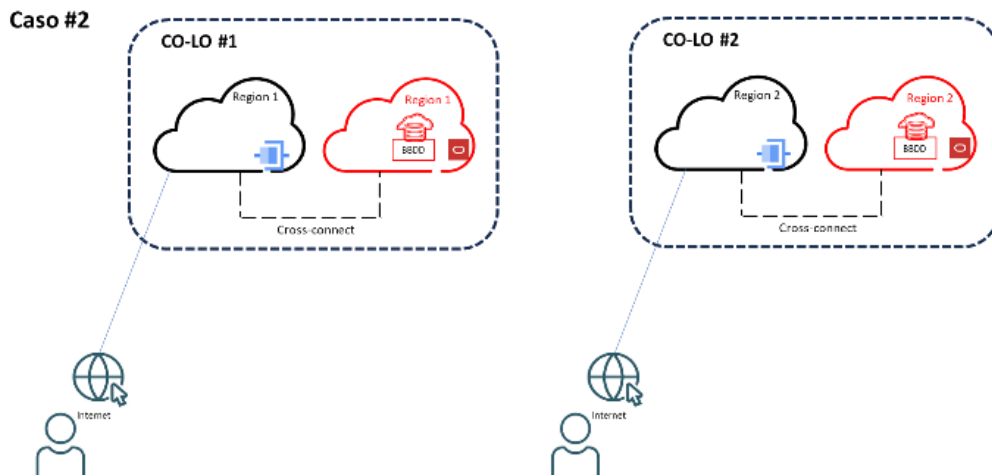 Caso #2
CO-LO #1
Region 1
Region 1
BBDD
Cross-connect
Internet
CO-LO #2
Region 2
Region 2
BBDD
Cross-connect
Internet